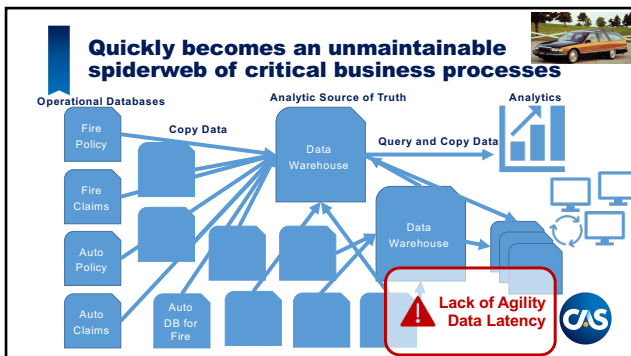 Quickly becomes an unmaintainable
spiderweb of critical business processes
Operational Databases
Analytic Source of Truth
Analytics
Fire
Policy
Copy Data
Data
Warehouse
Query and Copy Data
Fire
Claims
Auto
Policy
Data
Warehouse
Auto
Claims
Auto
DB for
Fire
Lack of Agility
Data Latency
CAS